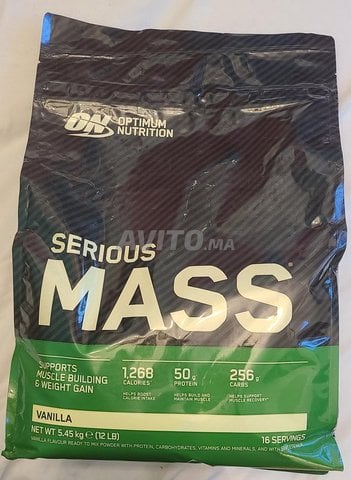 ON OPTIMUM
NUTRITION
AVITO.MA
SERIOUS
MASS
SUPPORTS
MUSCLE BUILDING
& WEIGHT GAIN
1,268
CALORIES
HELPS BOOST
CALORIE INTAKE
50g
PROTEIN
HELPS BUILD AND
MAINTAIN MUSCLE
256g
CARBS
HELPS SUPPORT
MUSCLE RECOVERY
VANILLA
NET WT 5.45 kg ℮ (12 LB)
16 SERVINGS
VANILLA FLAVOUR READY TO MIX POWDER WITH PROTEIN, CARBOHYDRATES, VITAMINS AND MINERALS, AND WITH